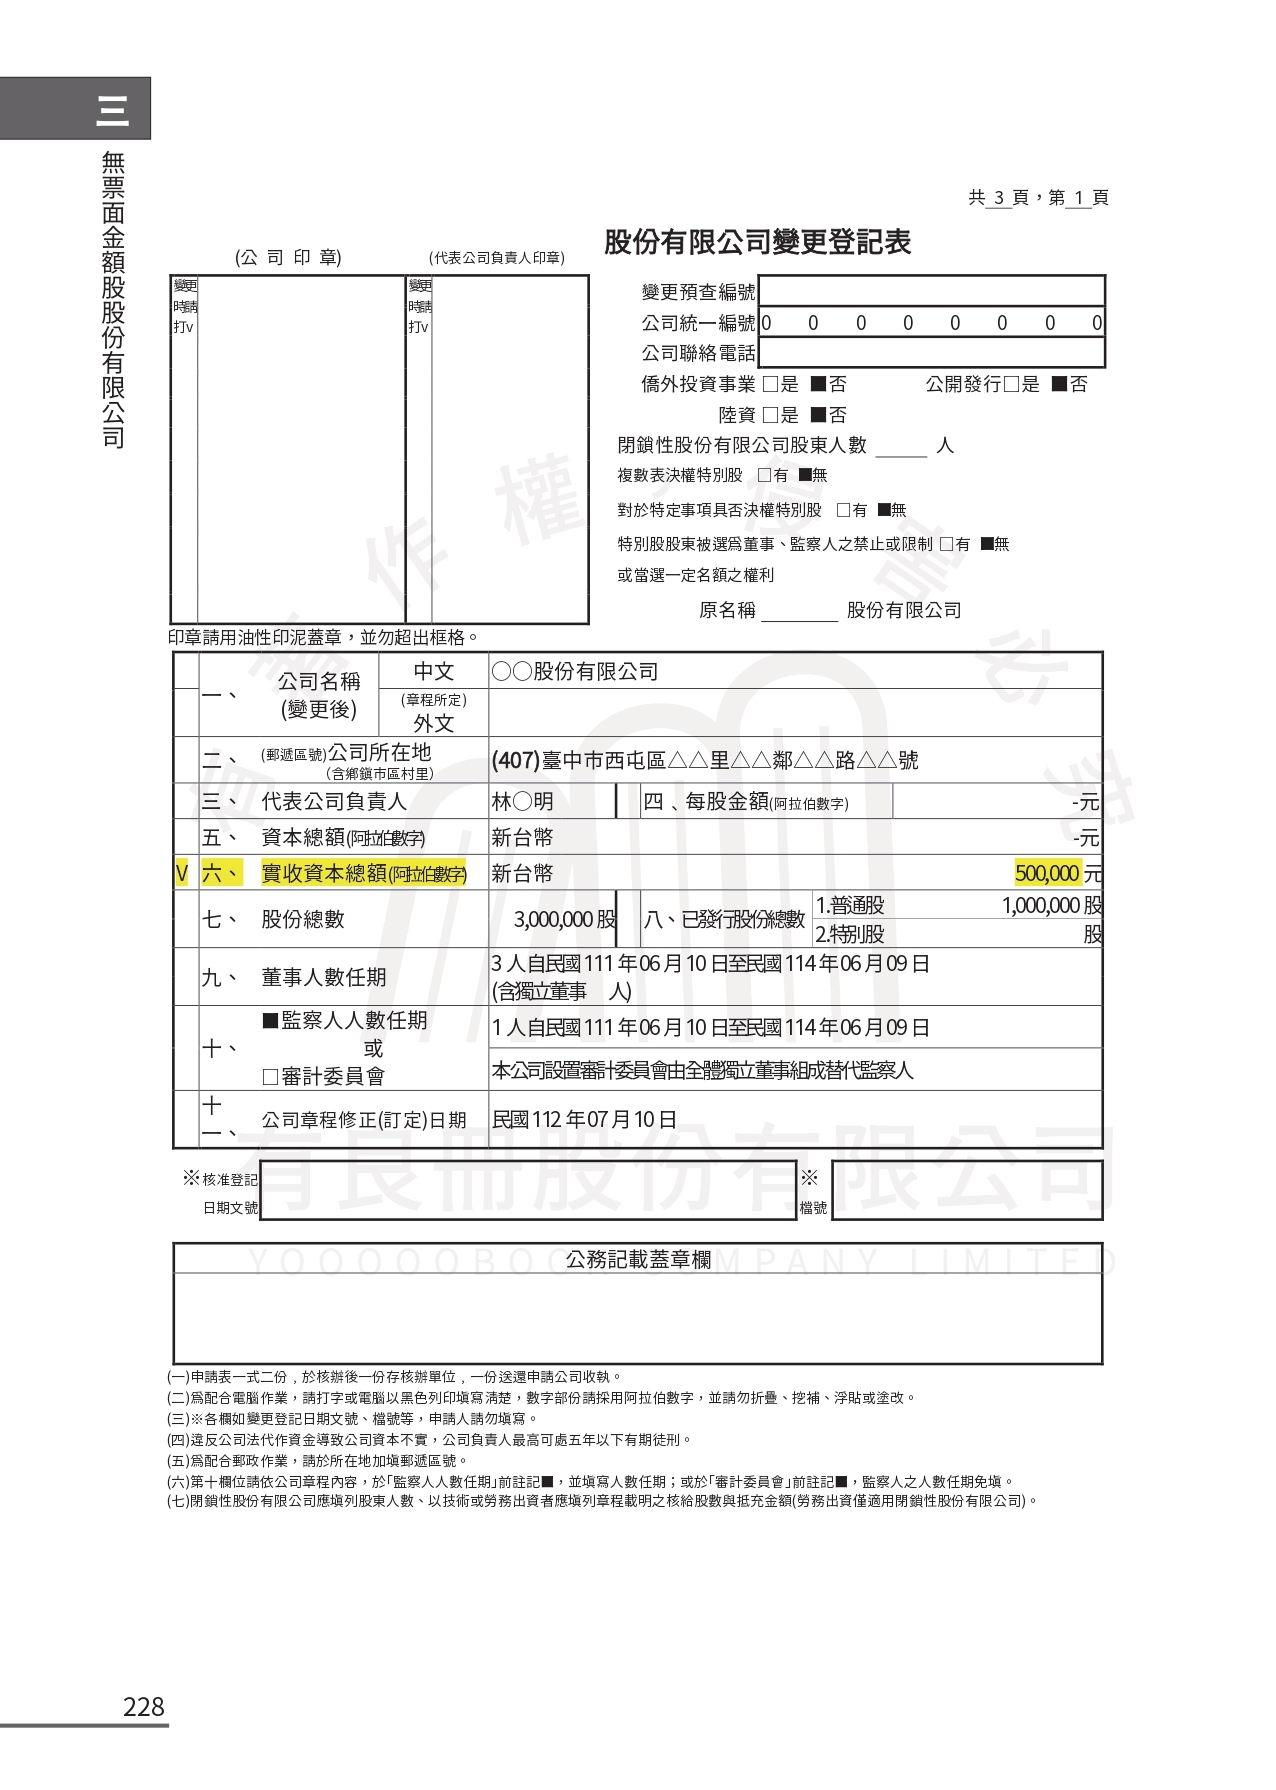 三
無票面金額股股份有限公司
共 3 頁，第 1 頁
股份有限公司變更登記表
(公 司 印 章) (代表公司負責人印章)
變更時請打v
變更時請打v
變更預查編號
公司統一編號 0 0 0 0 0 0 0 0
公司聯絡電話
僑外投資事業 □是 ■否 公開發行□是 ■否
陸資 □是 ■否
閉鎖性股份有限公司股東人數 _____ 人
複數表決權特別股 □有 ■無
對於特定事項具否決權特別股 □有 ■無
特別股股東被選為董事、監察人之禁止或限制 □有 ■無
或當選一定名額之權利
原名稱 _______ 股份有限公司
印章請用油性印泥蓋章，並勿超出框格。
一、 公司名稱(變更後) 中文 ○○股份有限公司
(章程所定)外文
二、 (郵遞區號)公司所在地(含鄉鎮市區村里) (407)臺中市西屯區△△里△△鄰△△路△△號
三、 代表公司負責人 林○明 四、每股金額(阿拉伯數字) -元
五、 資本總額(阿拉伯數字) 新台幣 -元
V 六、 實收資本總額(阿拉伯數字) 新台幣 500,000 元
七、 股份總數 3,000,000 股 八、已發行股份總數 1.普通股 1,000,000 股
2.特別股 股
九、 董事人數任期 3 人自民國 111 年 06 月 10 日至民國 114 年 06 月 09 日
(含獨立董事 人)
十、 ■監察人人數任期 1 人自民國 111 年 06 月 10 日至民國 114 年 06 月 09 日
或
□審計委員會 本公司設置審計委員會由全體獨立董事組成替代監察人
十一、 公司章程修正(訂定)日期 民國 112 年 07 月 10 日
※核准登記日期文號 ※檔號
公務記載蓋章欄
(一)申請表一式二份，於核辦後一份存核辦單位，一份送還申請公司收執。
(二)為配合電腦作業，請打字或電腦以黑色列印填寫清楚，數字部份請採用阿拉伯數字，並請勿折疊、挖補、浮貼或塗改。
(三)※各欄如變更登記日期文號、檔號等，申請人請勿填寫。
(四)違反公司法代作資金導致公司資本不實，公司負責人最高可處五年以下有期徒刑。
(五)為配合郵政作業，請於所在地加填郵遞區號。
(六)第十欄位請依公司章程內容，於「監察人人數任期」前註記■，並填寫人數任期；或於「審計委員會」前註記■，監察人之人數任期免填。
(七)閉鎖性股份有限公司應填列股東人數、以技術或勞務出資者應填列章程載明之核給股數與抵充金額(勞務出資僅適用閉鎖性股份有限公司)。
有著作權，侵害必究
有良冊股份有限公司
YOOOOOBOOK COMPANY LIMITED
228